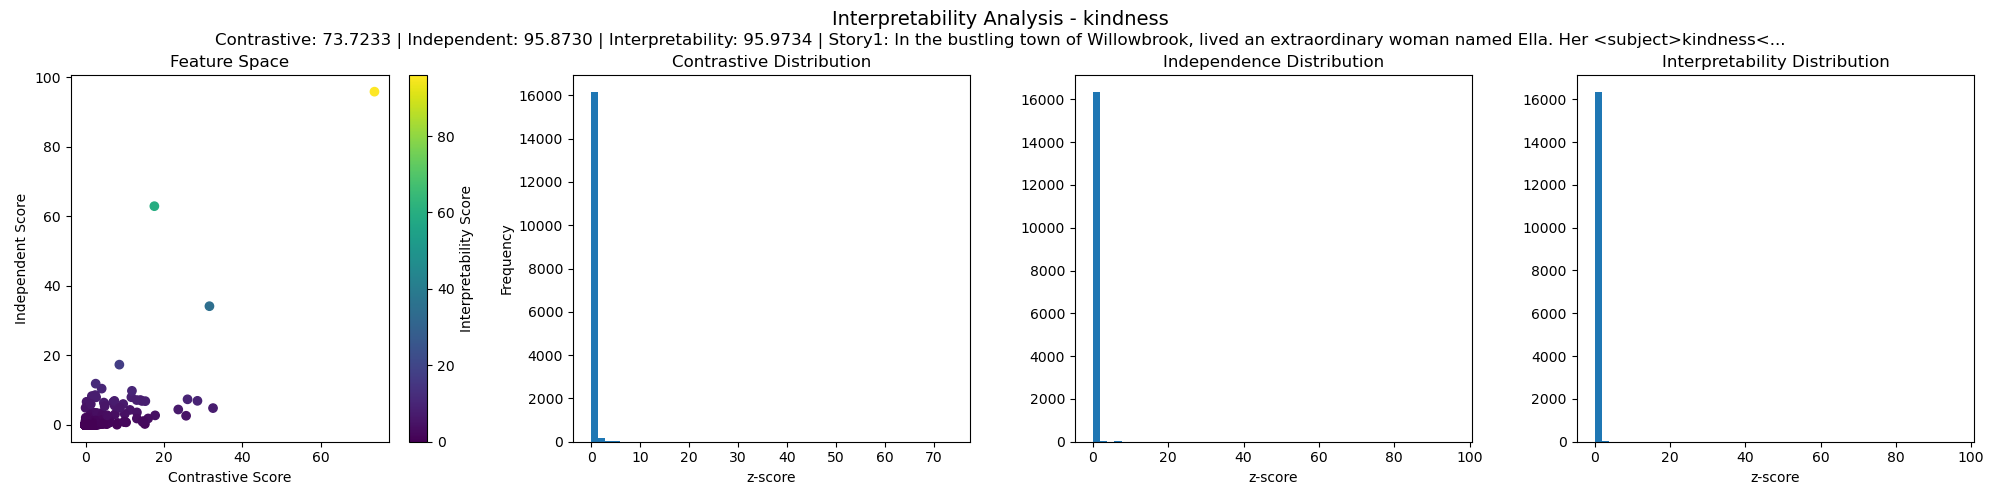 Interpretability Analysis - kindness
Contrastive: 73.7233 | Independent: 95.8730 | Interpretability: 95.9734 | Story1: In the bustling town of Willowbrook, lived an extraordinary woman named Ella. Her <subject>kindness<...
Feature Space
100
80
60
40
20
0
Independent Score
0 20 40 60
Contrastive Score
80
60
40
20
0
Interpretability Score
Contrastive Distribution
16000
14000
12000
10000
8000
6000
4000
2000
0
Frequency
0 10 20 30 40 50 60 70
z-score
Independence Distribution
16000
14000
12000
10000
8000
6000
4000
2000
0
0 20 40 60 80 100
z-score
Interpretability Distribution
16000
14000
12000
10000
8000
6000
4000
2000
0
0 20 40 60 80 100
z-score